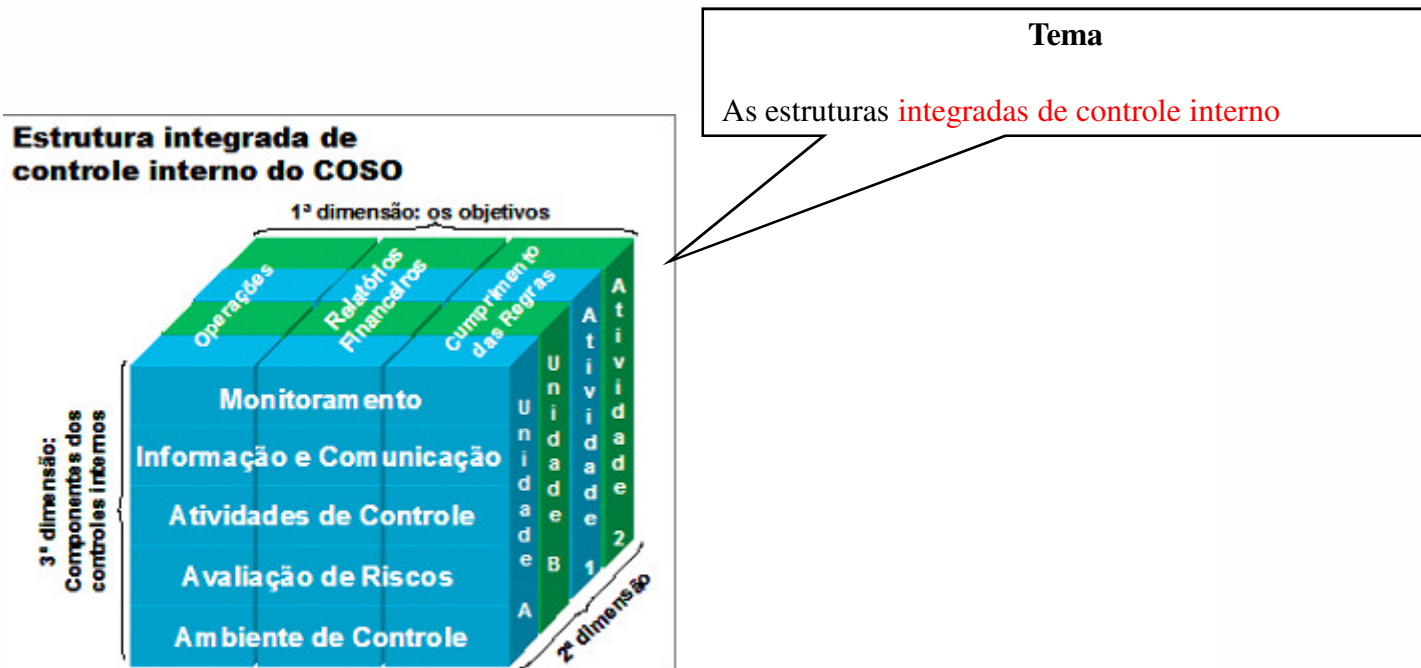 Tema
As estruturas integradas de controle interno
Estrutura integrada de
controle interno do COSO
1ª dimensão: os objetivos
Operações
Relatórios
Financeiros
Cumprimento
das Regras
Monitoramento
Informação e Comunicação
Atividades de Controle
Avaliação de Riscos
Ambiente de Controle
Unidade A
Unidade B
Atividade 1
Atividade 2
3ª dimensão:
Componentes dos
controles internos
2ª dimensão